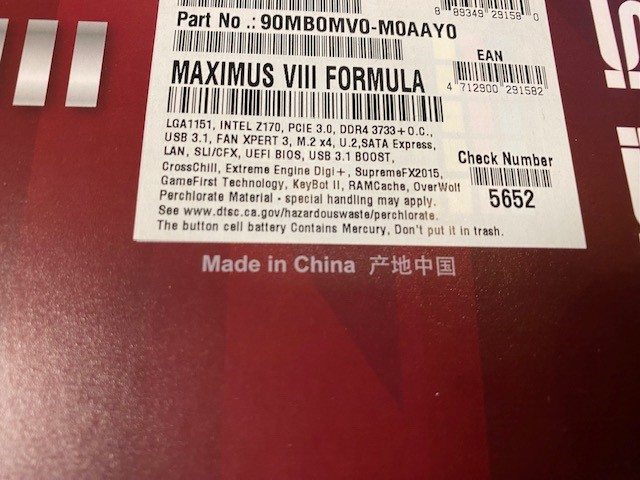 8 89349 29158 0
Part No .: 90MB0MV0-M0AAY0
EAN
MAXIMUS VIII FORMULA
4 712900 291582
LGA1151, INTEL Z170, PCIE 3.0, DDR4 3733+O.C.,
USB 3.1, FAN XPERT 3, M.2 x4, U.2,SATA Express,
LAN, SLI/CFX, UEFI BIOS, USB 3.1 BOOST,
Check Number
CrossChill, Extreme Engine Digi+, SupremeFX2015,
GameFirst Technology, KeyBot II, RAMCache, OverWolf
5652
Perchlorate Material - special handling may apply.
See www.dtsc.ca.gov/hazardouswaste/perchlorate.
The button cell battery Contains Mercury, Don't put it in trash.
Made in China 产地中国